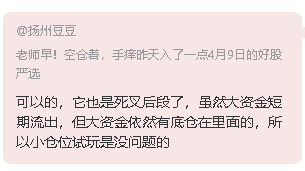 @扬州豆豆
老师早！空仓着，手痒昨天入了一点4月9日的好股
严选
可以的，它也是死叉后段了，虽然大资金短
期流出，但大资金依然有底仓在里面的，所
以小仓位试玩是没问题的